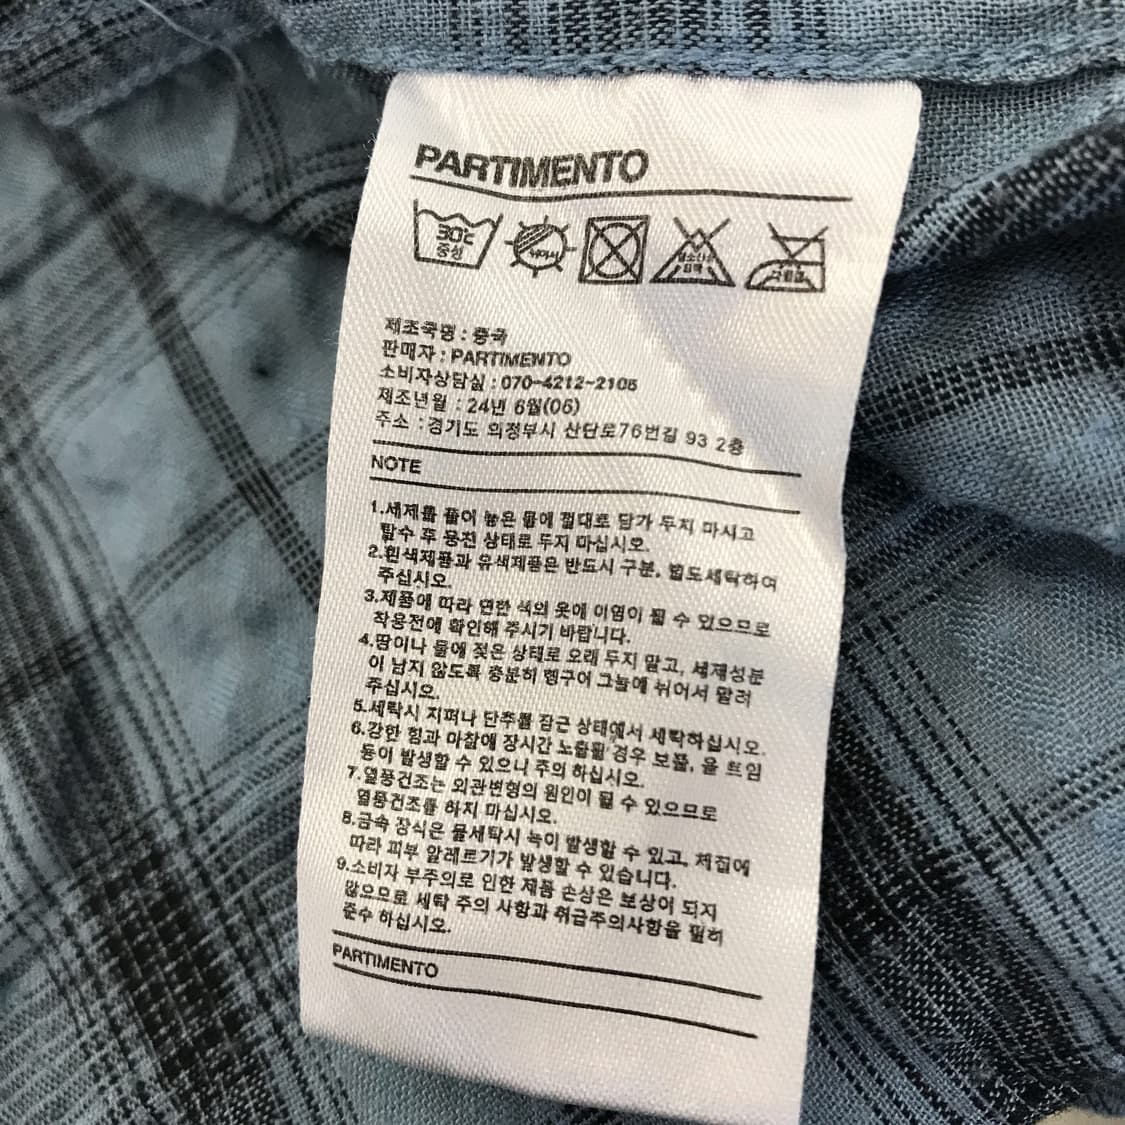 PARTIMENTO
30℃
중성
뉘어서
염소산소
표백
다림질
제조국명 : 중국
판매자 : PARTIMENTO
소비자상담실 : 070-4212-2105
제조년월 : 24년 6월(06)
주소 : 경기도 의정부시 산단로76번길 93 2층
NOTE
1.세제를 풀어 놓은 물에 절대로 담가 두지 마시고
탈수 후 뭉친 상태로 두지 마십시오.
2.흰색제품과 유색제품은 반드시 구분, 별도세탁하여
주십시오.
3.제품에 따라 연한 색의 옷에 이염이 될 수 있으므로
착용전에 확인해 주시기 바랍니다.
4.땀이나 물에 젖은 상태로 오래 두지 말고, 세제성분
이 남지 않도록 충분히 헹구어 그늘에 뉘어서 말려
주십시오.
5.세탁시 지퍼나 단추를 잠근 상태에서 세탁하십시오.
6.강한 힘과 마찰에 장시간 노출될 경우 보풀, 올 트임
등이 발생할 수 있으니 주의 하십시오.
7.열풍건조는 외관변형의 원인이 될 수 있으므로
열풍건조를 하지 마십시오.
8.금속 장식은 물세탁시 녹이 발생할 수 있고, 체질에
따라 피부 알레르기가 발생할 수 있습니다.
9.소비자 부주의로 인한 제품 손상은 보상이 되지
않으므로 세탁 주의 사항과 취급주의사항을 필히
준수 하십시오.
PARTIMENTO